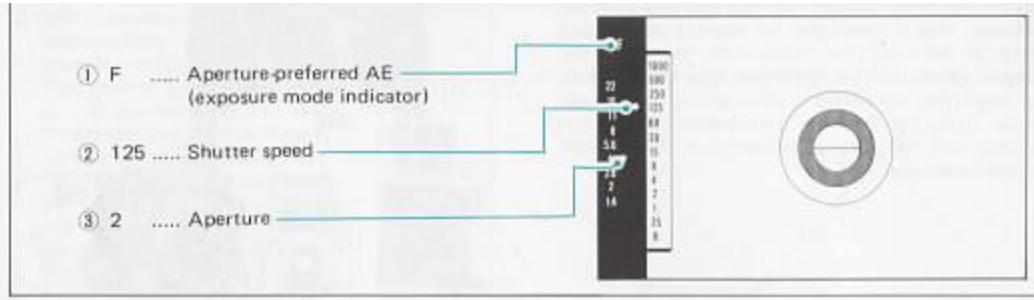 ① F ..... Aperture-preferred AE
(exposure mode indicator)
② 125 ..... Shutter speed
③ 2 ..... Aperture
F
22
11
8
5.6
2
1.4
1000
500
250
125
60
30
15
8
4
2
1
B